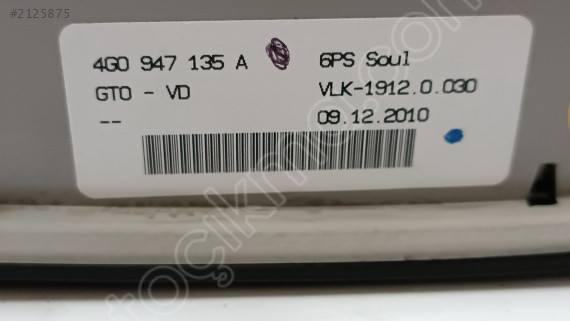 #2125875
4G0 947 135 A 6PS Soul
GTO - VD VLK-1912.0.030
-- 09.12.2010